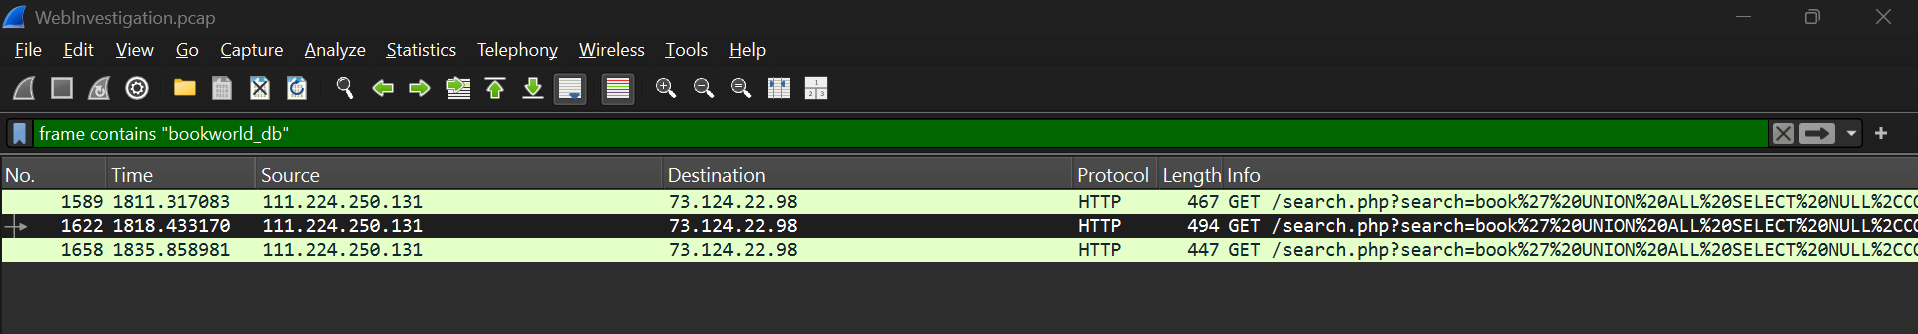 WebInvestigation.pcap
File Edit View Go Capture Analyze Statistics Telephony Wireless Tools Help
frame contains "bookworld_db"
No. Time Source Destination Protocol Length Info
1589 1811.317083 111.224.250.131 73.124.22.98 HTTP 467 GET /search.php?search=book%27%20UNION%20ALL%20SELECT%20NULL%2CCO
1622 1818.433170 111.224.250.131 73.124.22.98 HTTP 494 GET /search.php?search=book%27%20UNION%20ALL%20SELECT%20NULL%2CCO
1658 1835.858981 111.224.250.131 73.124.22.98 HTTP 447 GET /search.php?search=book%27%20UNION%20ALL%20SELECT%20NULL%2CCO